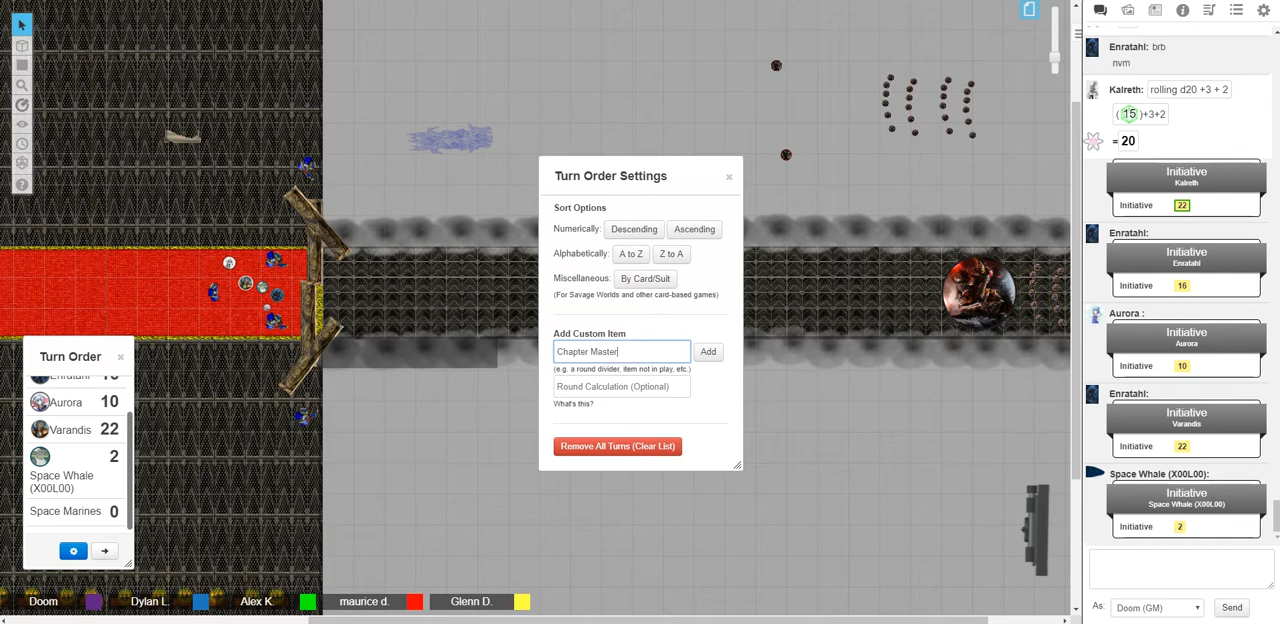 Enratahl: brb
nvm
Kalreth: rolling d20 +3 + 2
(15)+3+2
= 20
Initiative
Kalreth
Initiative 22
Enratahl:
Initiative
Enratahl
Initiative 16
Aurora :
Initiative
Aurora
Initiative 10
Enratahl:
Initiative
Varandis
Initiative 22
Space Whale (X00L00):
Initiative
Space Whale (X00L00)
Initiative 2
As: Doom (GM)
Send
Turn Order Settings ×
Sort Options
Numerically: Descending Ascending
Alphabetically: A to Z Z to A
Miscellaneous: By Card/Suit
(For Savage Worlds and other card-based games)
Add Custom Item
Chapter Master Add
(e.g. a round divider, item not in play, etc.)
Round Calculation (Optional)
What's this?
Remove All Turns (Clear List)
Turn Order ×
Aurora 10
Varandis 22
2
Space Whale
(X00L00)
Space Marines 0
Doom Dylan L. Alex K. maurice d. Glenn D.